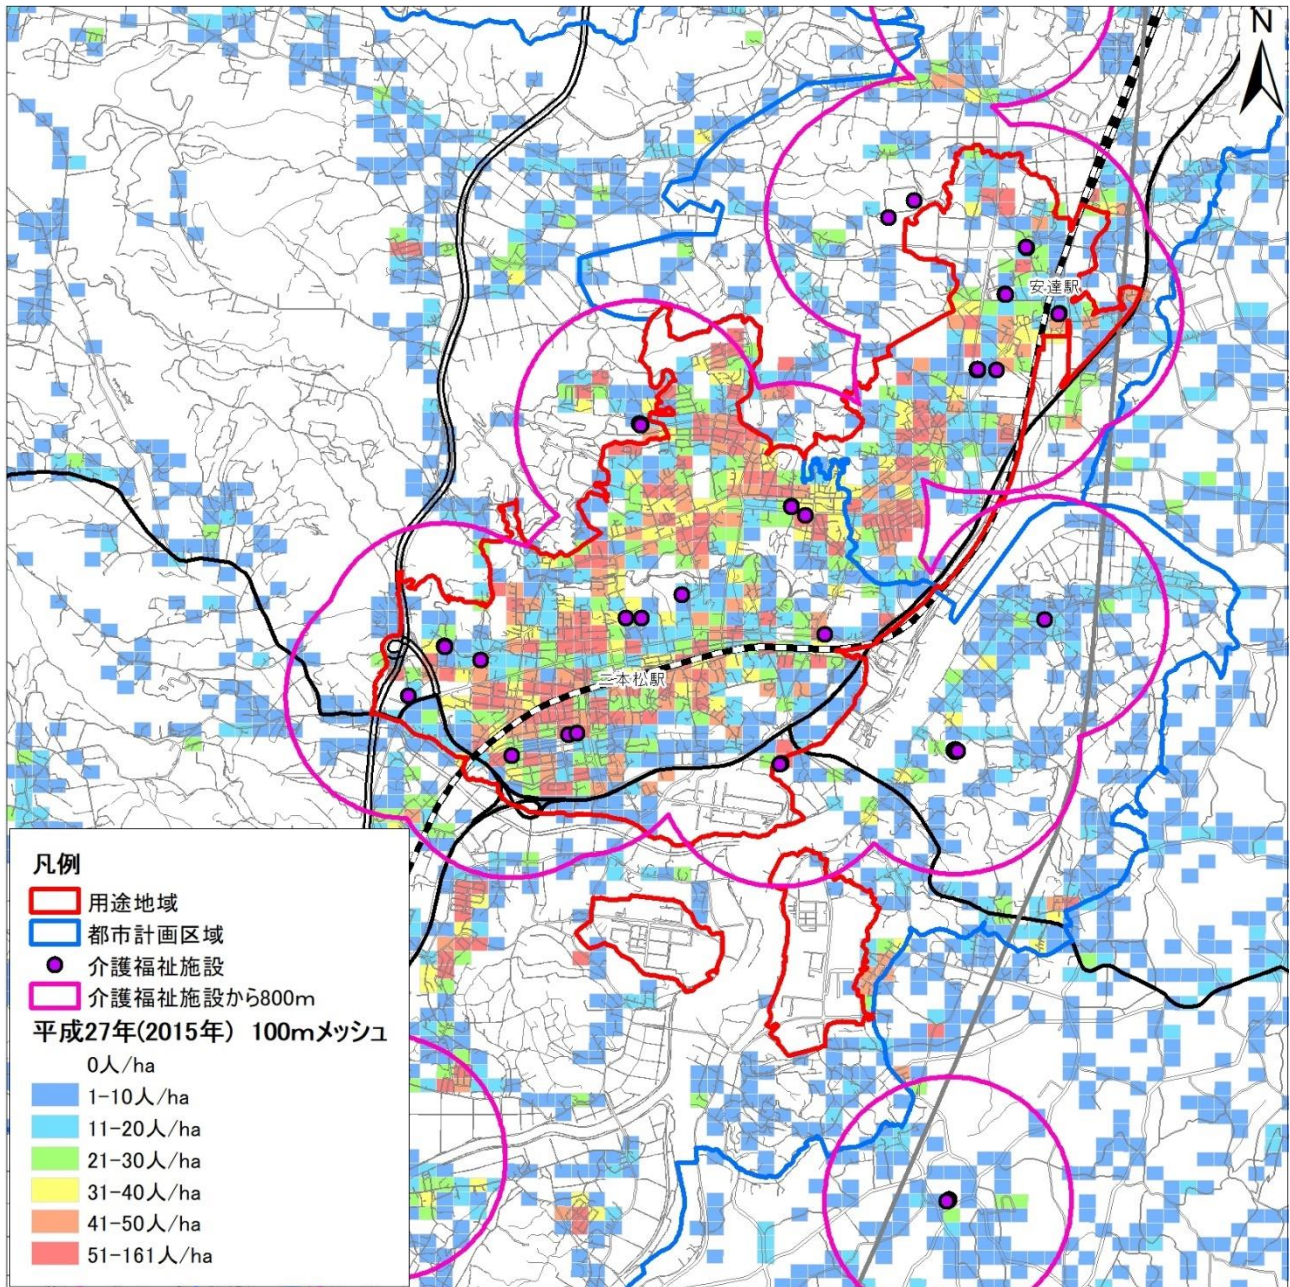 N
安達駅
二本松駅
凡例
用途地域
都市計画区域
介護福祉施設
介護福祉施設から800m
平成27年(2015年) 100mメッシュ
0人/ha
1-10人/ha
11-20人/ha
21-30人/ha
31-40人/ha
41-50人/ha
51-161人/ha